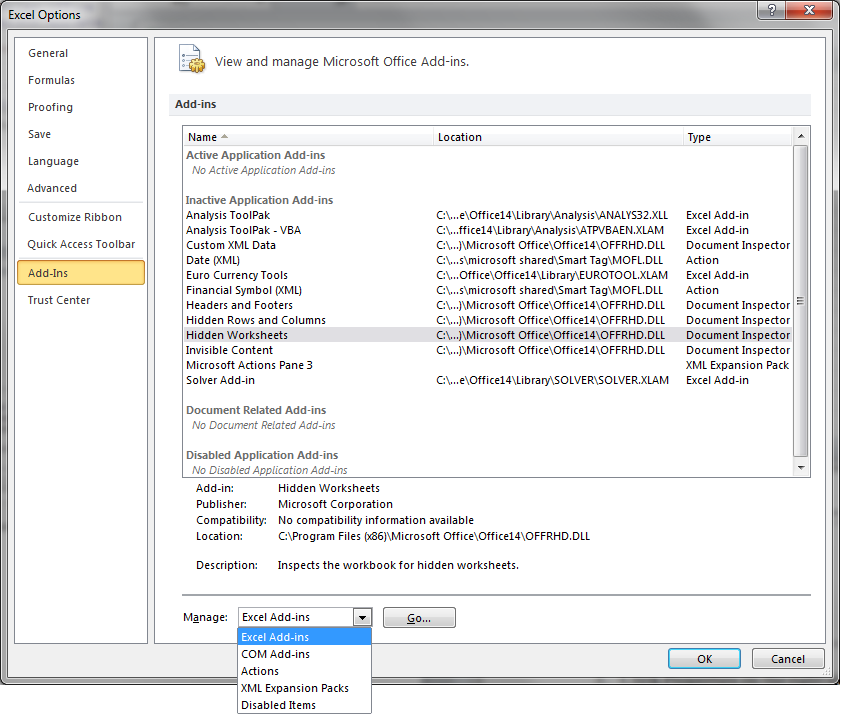 Excel Options
General
Formulas
Proofing
Save
Language
Advanced
Customize Ribbon
Quick Access Toolbar
Add-Ins
Trust Center
View and manage Microsoft Office Add-ins.
Add-ins
Name Location Type
Active Application Add-ins
No Active Application Add-ins
Inactive Application Add-ins
Analysis ToolPak C:\...e\Office14\Library\Analysis\ANALYS32.XLL Excel Add-in
Analysis ToolPak - VBA C:\...ffice14\Library\Analysis\ATPVBAEN.XLAM Excel Add-in
Custom XML Data C:\...)\Microsoft Office\Office14\OFFRHD.DLL Document Inspector
Date (XML) C:\...s\microsoft shared\Smart Tag\MOFL.DLL Action
Euro Currency Tools C:\...Office\Office14\Library\EUROTOOL.XLAM Excel Add-in
Financial Symbol (XML) C:\...s\microsoft shared\Smart Tag\MOFL.DLL Action
Headers and Footers C:\...)\Microsoft Office\Office14\OFFRHD.DLL Document Inspector
Hidden Rows and Columns C:\...)\Microsoft Office\Office14\OFFRHD.DLL Document Inspector
Hidden Worksheets C:\...)\Microsoft Office\Office14\OFFRHD.DLL Document Inspector
Invisible Content C:\...)\Microsoft Office\Office14\OFFRHD.DLL Document Inspector
Microsoft Actions Pane 3 XML Expansion Pack
Solver Add-in C:\...e\Office14\Library\SOLVER\SOLVER.XLAM Excel Add-in
Document Related Add-ins
No Document Related Add-ins
Disabled Application Add-ins
No Disabled Application Add-ins
Add-in: Hidden Worksheets
Publisher: Microsoft Corporation
Compatibility: No compatibility information available
Location: C:\Program Files (x86)\Microsoft Office\Office14\OFFRHD.DLL
Description: Inspects the workbook for hidden worksheets.
Manage: Excel Add-ins Go...
Excel Add-ins
COM Add-ins
Actions
XML Expansion Packs
Disabled Items
OK Cancel